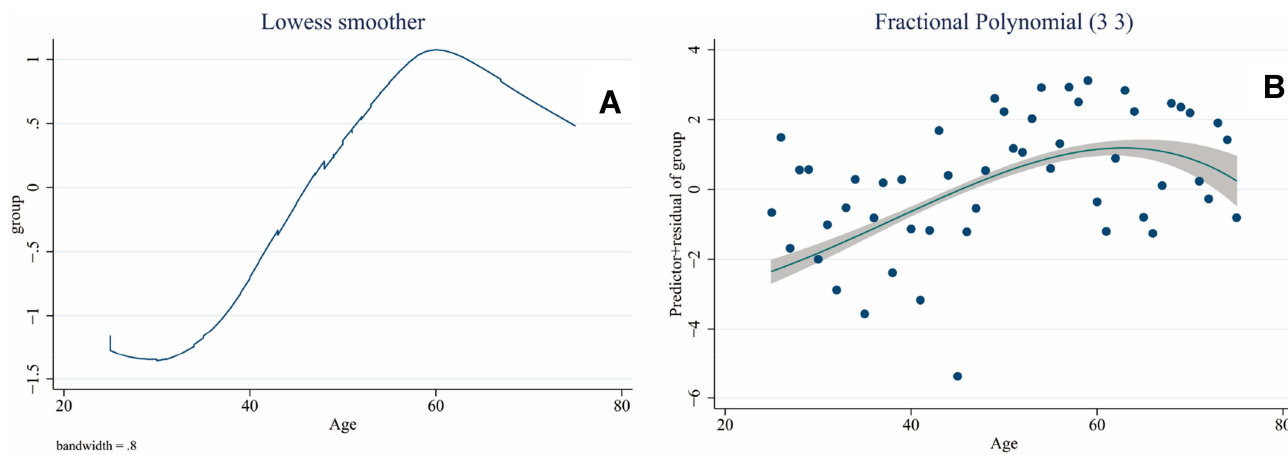 Lowess smoother
A
1
.5
0
−.5
−1
−1.5
group
20 40 60 80
Age
bandwidth = .8
Fractional Polynomial (3 3)
B
4
2
0
−2
−4
−6
Predictor+residual of group
20 40 60 80
Age